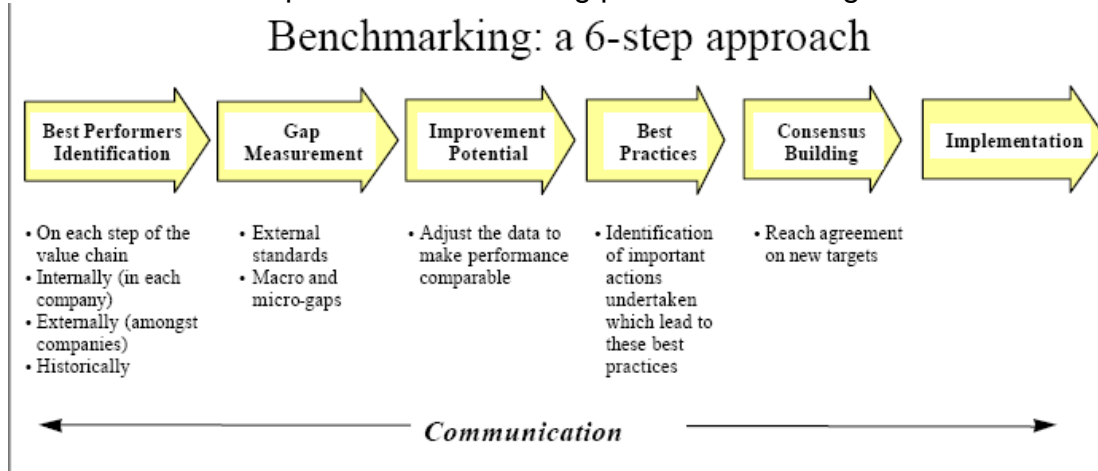 Benchmarking: a 6-step approach
Best Performers
Identification
Gap
Measurement
Improvement
Potential
Best
Practices
Consensus
Building
Implementation
• On each step of the
value chain
• Internally (in each
company)
• Externally (amongst
companies)
• Historically
• External
standards
• Macro and
micro-gaps
• Adjust the data to
make performance
comparable
• Identification
of important
actions
undertaken
which lead to
these best
practices
• Reach agreement
on new targets
Communication